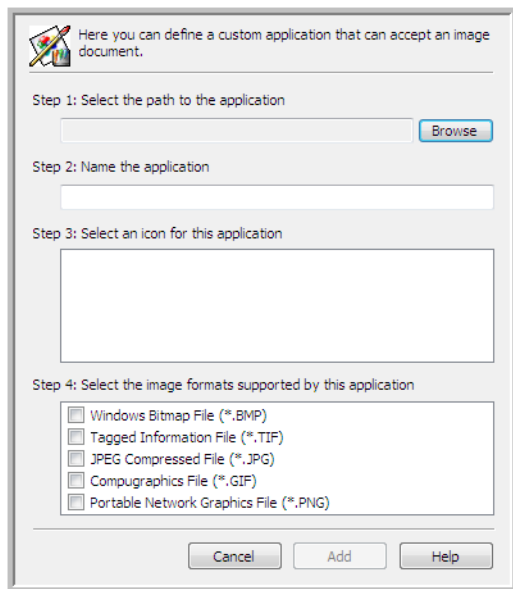 Here you can define a custom application that can accept an image
document.
Step 1: Select the path to the application
Browse
Step 2: Name the application
Step 3: Select an icon for this application
Step 4: Select the image formats supported by this application
Windows Bitmap File (*.BMP)
Tagged Information File (*.TIF)
JPEG Compressed File (*.JPG)
Compugraphics File (*.GIF)
Portable Network Graphics File (*.PNG)
Cancel
Add
Help